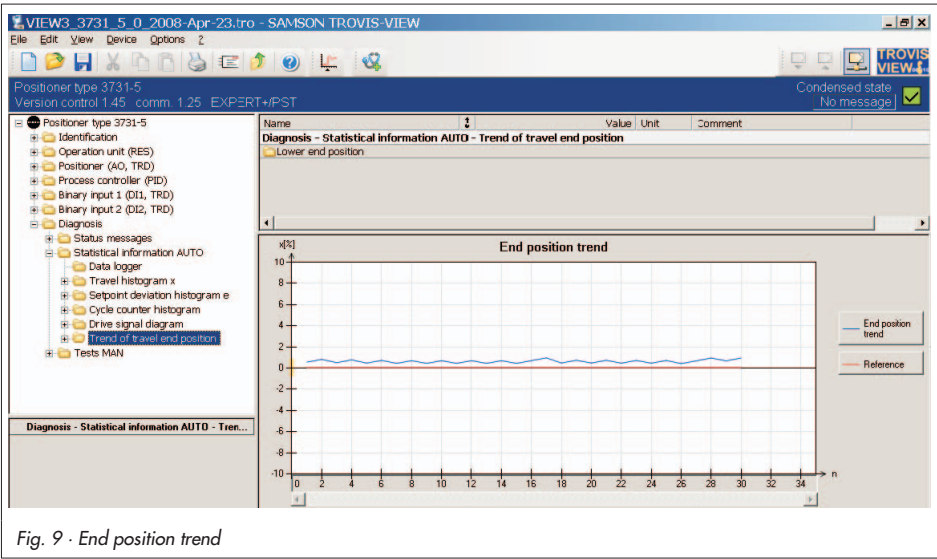 VIEW3_3731_5_0_2008-Apr-23.tro - SAMSON TROVIS-VIEW
File Edit View Device Options ?
TROVIS
VIEW
Positioner type 3731-5
Version control 1.45 comm. 1.25 EXPERT+/PST
Condensed state
No message
Positioner type 3731-5
Identification
Operation unit (RES)
Positioner (AO, TRD)
Process controller (PID)
Binary input 1 (DI1, TRD)
Binary input 2 (DI2, TRD)
Diagnosis
Status messages
Statistical information AUTO
Data logger
Travel histogram x
Setpoint deviation histogram e
Cycle counter histogram
Drive signal diagram
Trend of travel end position
Tests MAN
Diagnosis - Statistical information AUTO - Tren...
Name Value Unit Comment
Diagnosis - Statistical information AUTO - Trend of travel end position
Lower end position
End position trend
x[%]
10
8
6
4
2
0
-2
-4
-6
-8
-10
0 2 4 6 8 10 12 14 16 18 20 22 24 26 28 30 32 34
n
End position
trend
Reference
Fig. 9 · End position trend